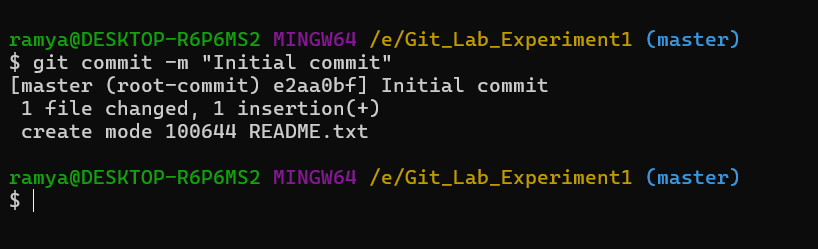 ramya@DESKTOP-R6P6MS2 MINGW64 /e/Git_Lab_Experiment1 (master)
$ git commit -m "Initial commit"
[master (root-commit) e2aa0bf] Initial commit
 1 file changed, 1 insertion(+)
 create mode 100644 README.txt

ramya@DESKTOP-R6P6MS2 MINGW64 /e/Git_Lab_Experiment1 (master)
$